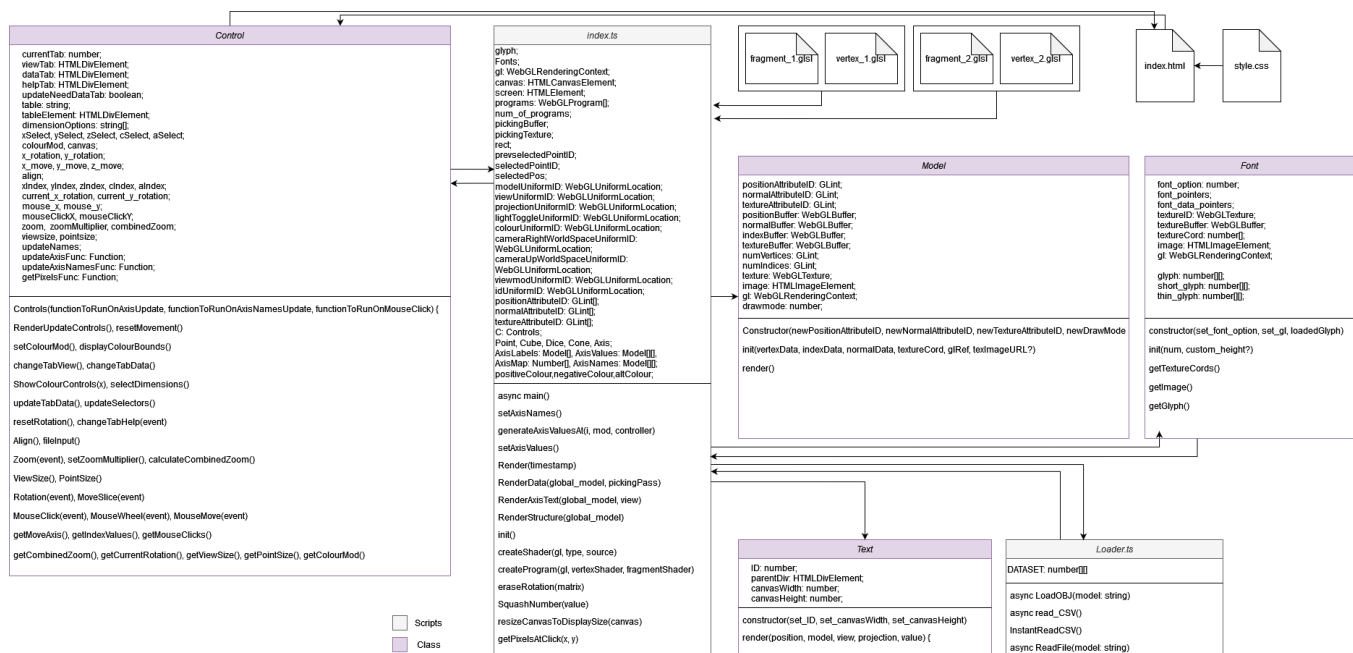 Control
currentTab: number;
viewTab: HTMLDivElement;
dataTab: HTMLDivElement;
helpTab: HTMLDivElement;
updateNeedDataTab: boolean;
table: string;
tableElement: HTMLDivElement;
dimensionOptions: string[];
xSelect, ySelect, zSelect, cSelect, aSelect;
colourMod, canvas;
x_rotation, y_rotation;
x_move, y_move, z_move;
align;
xIndex, yIndex, zIndex, cIndex, aIndex;
current_x_rotation, current_y_rotation;
mouse_x, mouse_y;
mouseClickX, mouseClickY;
zoom, zoomMultiplier, combinedZoom;
viewsize, pointsize;
updateNames;
updateAxisFunc: Function;
updateAxisNamesFunc: Function;
getPixelsFunc: Function;
Controls(functionToRunOnAxisUpdate, functionToRunOnAxisNamesUpdate, functionToRunOnMouseClick) {
RenderUpdateControls(), resetMovement()
setColourMod(), displayColourBounds()
changeTabView(), changeTabData()
ShowColourControls(x), selectDimensions()
updateTabData(), updateSelectors()
resetRotation(), changeTabHelp(event)
Align(), fileInput()
Zoom(event), setZoomMultiplier(), calculateCombinedZoom()
ViewSize(), PointSize()
Rotation(event), MoveSlice(event)
MouseClick(event), MouseWheel(event), MouseMove(event)
getMoveAxis(), getIndexValues(), getMouseClicks()
getCombinedZoom(), getCurrentRotation(), getViewSize(), getPointSize(), getColourMod()
index.ts
glyph;
Fonts;
gl: WebGLRenderingContext;
canvas: HTMLCanvasElement;
screen: HTMLElement;
programs: WebGLProgram[];
num_of_programs;
pickingBuffer;
pickingTexture;
rect;
prevselectedPointID;
selectedPointID;
selectedPos;
modelUniformID: WebGLUniformLocation;
viewUniformID: WebGLUniformLocation;
projectionUniformID: WebGLUniformLocation;
lightToggleUniformID: WebGLUniformLocation;
colourUniformID: WebGLUniformLocation;
cameraRightWorldSpaceUniformID:
WebGLUniformLocation;
cameraUpWorldSpaceUniformID:
WebGLUniformLocation;
viewmodUniformID: WebGLUniformLocation;
idUniformID: WebGLUniformLocation;
positionAttributeID: GLint[];
normalAttributeID: GLint[];
textureAttributeID: GLint[];
C: Controls;
Point, Cube, Dice, Cone, Axis;
AxisLabels: Model[], AxisValues: Model[][],
AxisMap: Number[], AxisNames: Model[][];
positiveColour,negativeColour,altColour;
async main()
setAxisNames()
generateAxisValuesAt(i, mod, controller)
setAxisValues()
Render(timestamp)
RenderData(global_model, pickingPass)
RenderAxisText(global_model, view)
RenderStructure(global_model)
init()
createShader(gl, type, source)
createProgram(gl, vertexShader, fragmentShader)
eraseRotation(matrix)
SquashNumber(value)
resizeCanvasToDisplaySize(canvas)
getPixelsAtClick(x, y)
fragment_1.glsl
vertex_1.glsl
fragment_2.glsl
vertex_2.glsl
index.html
style.css
Model
positionAttributeID: GLint;
normalAttributeID: GLint;
textureAttributeID: GLint;
positionBuffer: WebGLBuffer;
normalBuffer: WebGLBuffer;
indexBuffer: WebGLBuffer;
textureBuffer: WebGLBuffer;
numVertices: GLint;
numIndices: GLint;
texture: WebGLTexture;
image: HTMLImageElement;
gl: WebGLRenderingContext;
drawmode: number;
Constructor(newPositionAttributeID, newNormalAttributeID, newTextureAttributeID, newDrawMode
init(vertexData, indexData, normalData, textureCord, glRef, texImageURL?)
render()
Font
font_option: number;
font_pointers;
font_data_pointers;
textureID: WebGLTexture;
textureBuffer: WebGLBuffer;
textureCord: number[];
image: HTMLImageElement;
gl: WebGLRenderingContext;
glyph: number[][];
short_glyph: number[][];
thin_glyph: number[][];
constructor(set_font_option, set_gl, loadedGlyph)
init(num, custom_height?)
getTextureCords()
getImage()
getGlyph()
Text
ID: number;
parentDiv: HTMLDivElement;
canvasWidth: number;
canvasHeight: number;
constructor(set_ID, set_canvasWidth, set_canvasHeight)
render(position, model, view, projection, value) {
Loader.ts
DATASET: number[][]
async LoadOBJ(model: string)
async read_CSV()
InstantReadCSV()
async ReadFile(model: string)
Scripts
Class